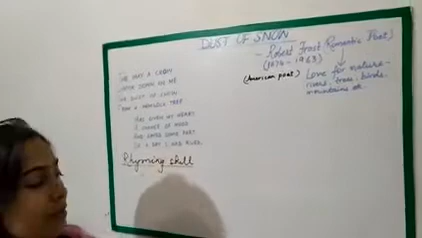 DUST OF SNOW
- Robert Frost (Romantic Poet)
(1874-1963)
(American poet)
Love for nature-
rivers, trees, birds,
mountains etc
THE WAY A CROW
SHOOK DOWN ON ME
THE DUST OF SNOW
FROM A HEMLOCK TREE
HAS GIVEN MY HEART
A CHANGE OF MOOD
AND SAVED SOME PART
OF A DAY I HAD RUED.
Rhyming skill